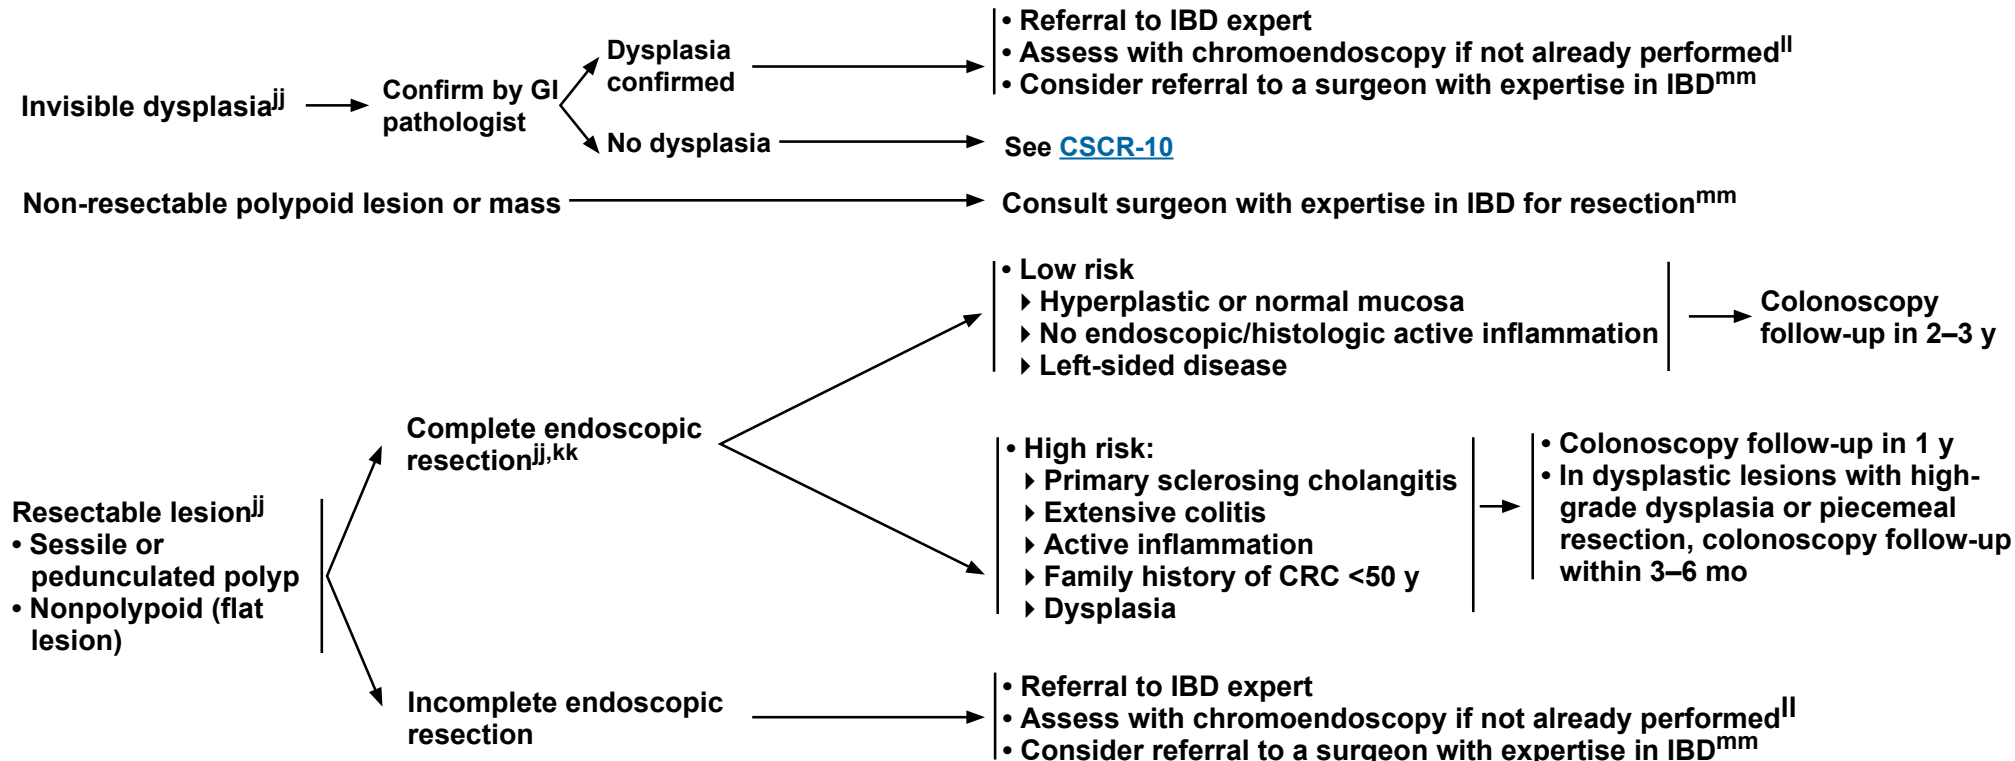 Invisible dysplasiajj
Confirm by GI
pathologist
Dysplasia
confirmed
• Referral to IBD expert
• Assess with chromoendoscopy if not already performedll
• Consider referral to a surgeon with expertise in IBDmm
No dysplasia
See CSCR-10
Non-resectable polypoid lesion or mass
Consult surgeon with expertise in IBD for resectionmm
Resectable lesionjj
• Sessile or
pedunculated polyp
• Nonpolypoid (flat
lesion)
Complete endoscopic
resectionjj,kk
• Low risk
▸ Hyperplastic or normal mucosa
▸ No endoscopic/histologic active inflammation
▸ Left-sided disease
Colonoscopy
follow-up in 2–3 y
• High risk:
▸ Primary sclerosing cholangitis
▸ Extensive colitis
▸ Active inflammation
▸ Family history of CRC <50 y
▸ Dysplasia
• Colonoscopy follow-up in 1 y
• In dysplastic lesions with high-
grade dysplasia or piecemeal
resection, colonoscopy follow-up
within 3–6 mo
Incomplete endoscopic
resection
• Referral to IBD expert
• Assess with chromoendoscopy if not already performedll
• Consider referral to a surgeon with expertise in IBDmm